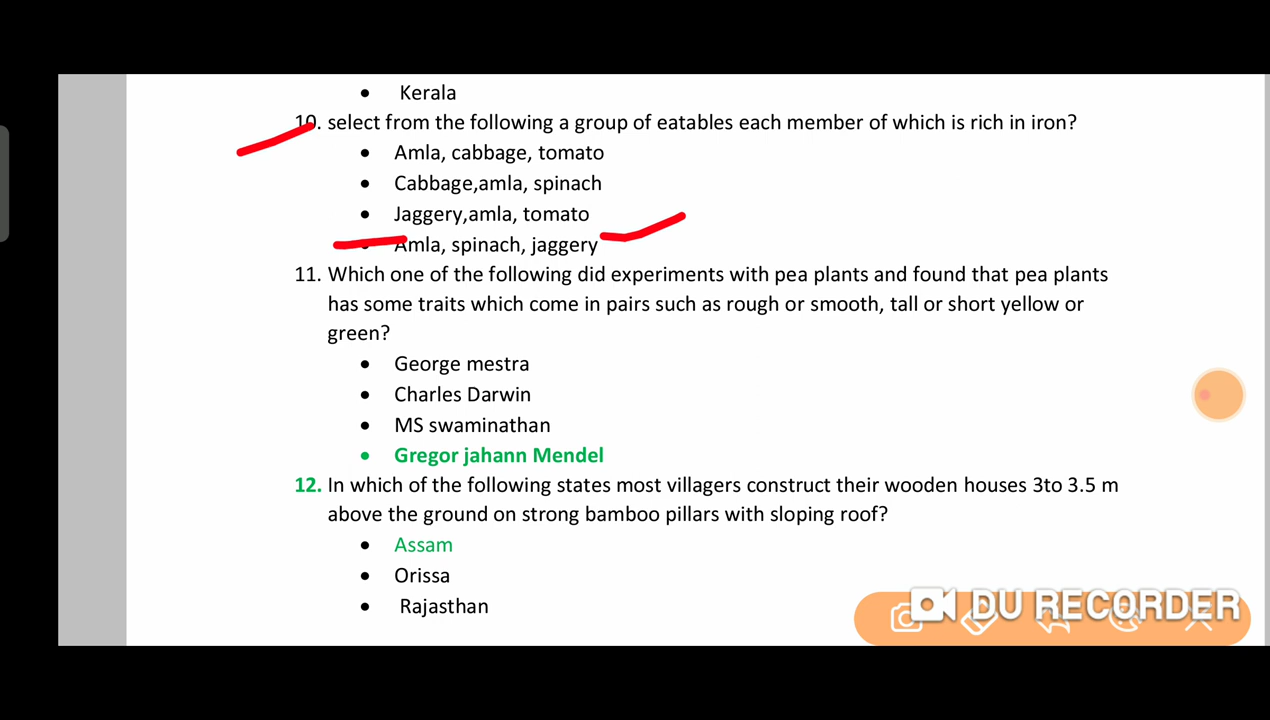 • Kerala
10. select from the following a group of eatables each member of which is rich in iron?
• Amla, cabbage, tomato
• Cabbage,amla, spinach
• Jaggery,amla, tomato
• Amla, spinach, jaggery
11. Which one of the following did experiments with pea plants and found that pea plants
has some traits which come in pairs such as rough or smooth, tall or short yellow or
green?
• George mestra
• Charles Darwin
• MS swaminathan
• Gregor jahann Mendel
12. In which of the following states most villagers construct their wooden houses 3to 3.5 m
above the ground on strong bamboo pillars with sloping roof?
• Assam
• Orissa
• Rajasthan
DU RECORDER